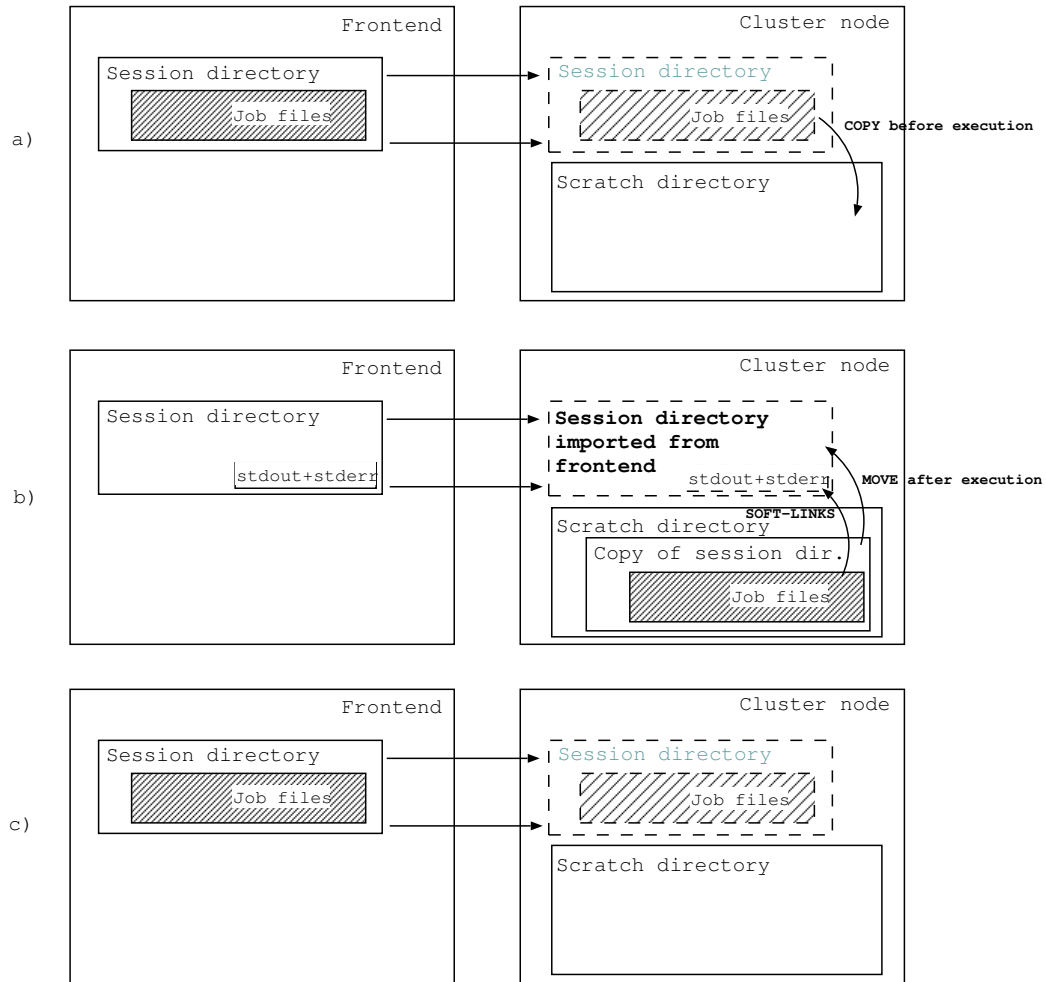 Frontend
Cluster node
Session directory
Session directory
Job files
Job files
a)
COPY before execution
Scratch directory
Frontend
Cluster node
Session directory
Session directory
imported from
frontend
stdout+stderr
stdout+stderr
MOVE after execution
b)
SOFT-LINKS
Scratch directory
Copy of session dir.
Job files
Frontend
Cluster node
Session directory
Session directory
Job files
Job files
c)
Scratch directory